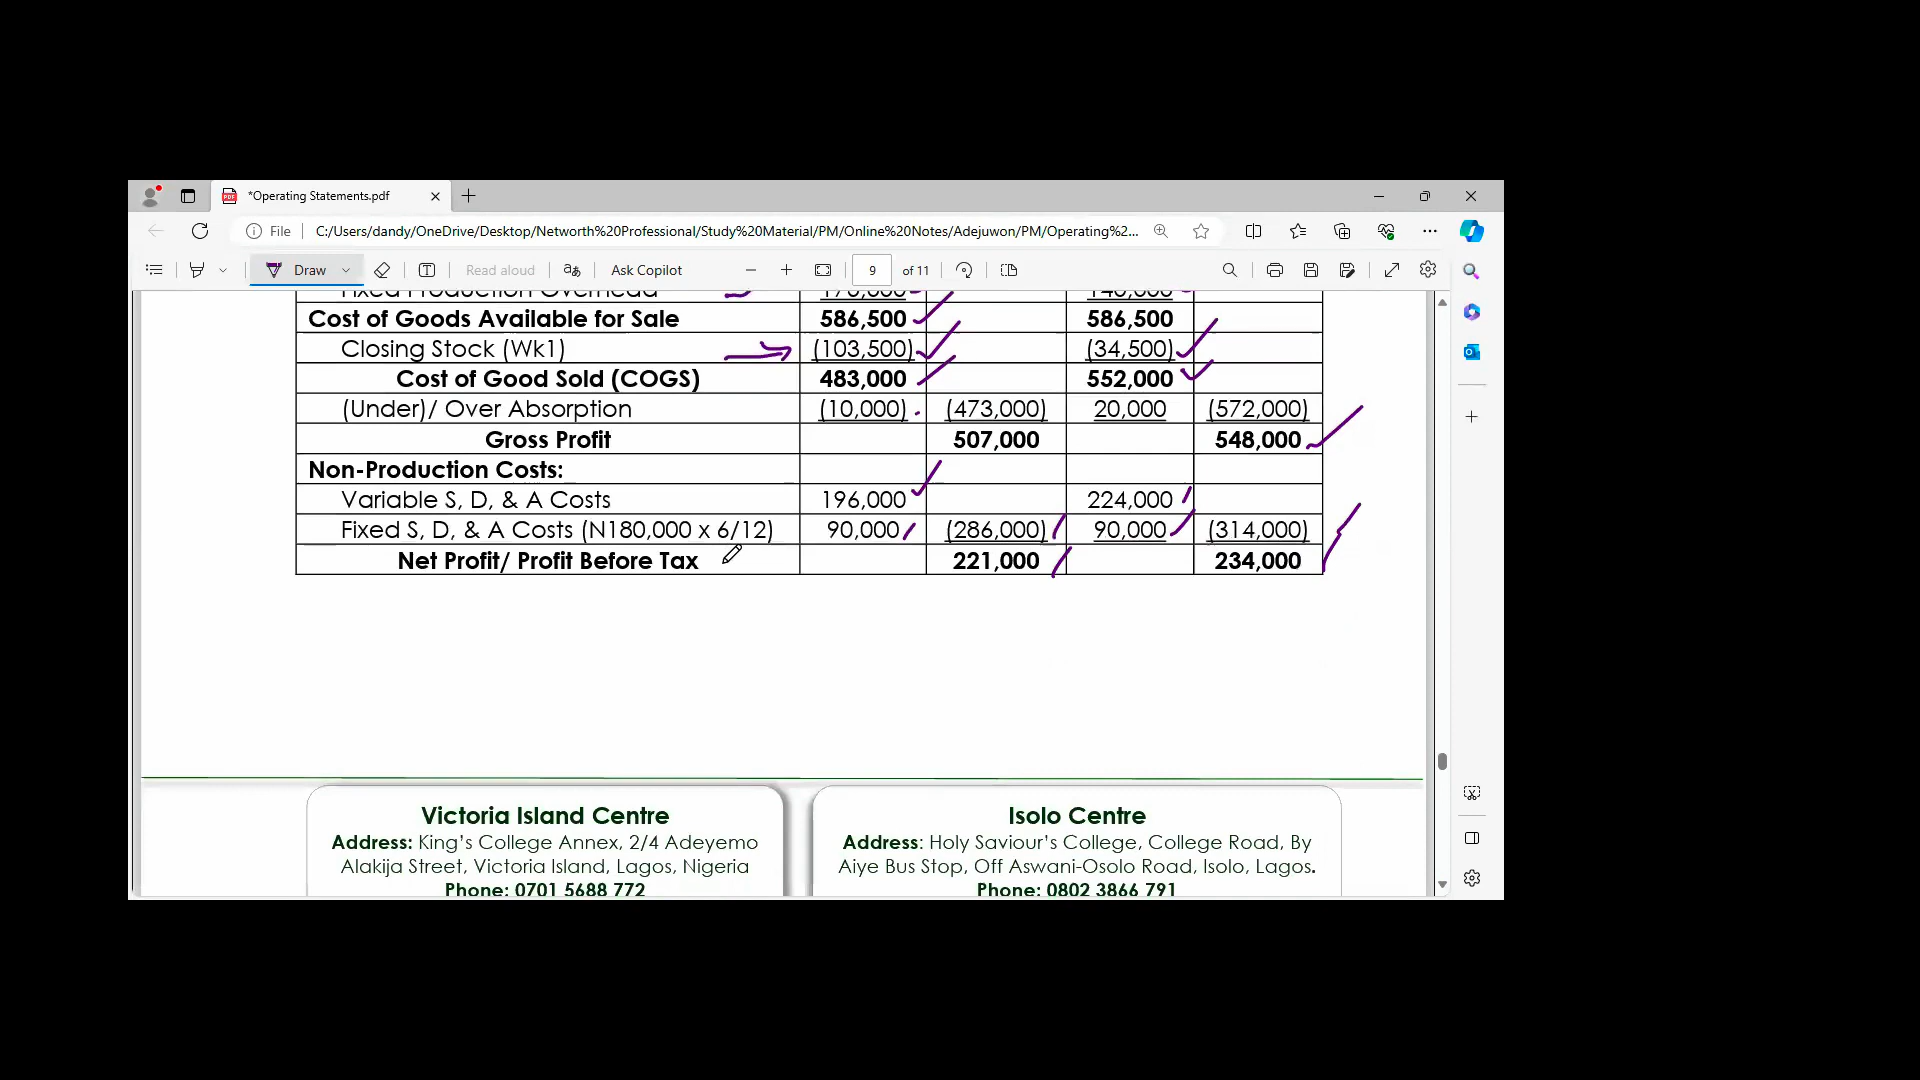 *Operating Statements.pdf
File C:/Users/dandy/OneDrive/Desktop/Networth%20Professional/Study%20Material/PM/Online%20Notes/Adejuwon/PM/Operating%2...
Draw Read aloud Ask Copilot 9 of 11
Fixed Production Overhead
Cost of Goods Available for Sale 586,500 586,500
Closing Stock (Wk1) (103,500) (34,500)
Cost of Good Sold (COGS) 483,000 552,000
(Under)/ Over Absorption (10,000) (473,000) 20,000 (572,000)
Gross Profit 507,000 548,000
Non-Production Costs:
Variable S, D, & A Costs 196,000 224,000
Fixed S, D, & A Costs (N180,000 x 6/12) 90,000 (286,000) 90,000 (314,000)
Net Profit/ Profit Before Tax 221,000 234,000
Victoria Island Centre
Address: King's College Annex, 2/4 Adeyemo
Alakija Street, Victoria Island, Lagos, Nigeria
Phone: 0701 5688 772
Isolo Centre
Address: Holy Saviour's College, College Road, By
Aiye Bus Stop, Off Aswani-Osolo Road, Isolo, Lagos.
Phone: 0802 3866 791